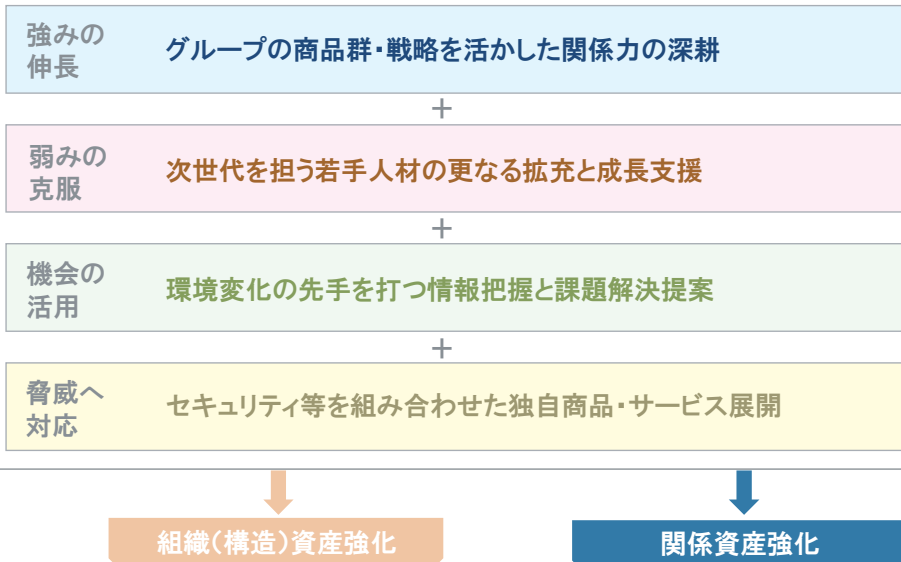 強みの
伸長
グループの商品群・戦略を活かした関係力の深耕
＋
弱みの
克服
次世代を担う若手人材の更なる拡充と成長支援
＋
機会の
活用
環境変化の先手を打つ情報把握と課題解決提案
＋
脅威へ
対応
セキュリティ等を組み合わせた独自商品・サービス展開
組織（構造）資産強化
関係資産強化